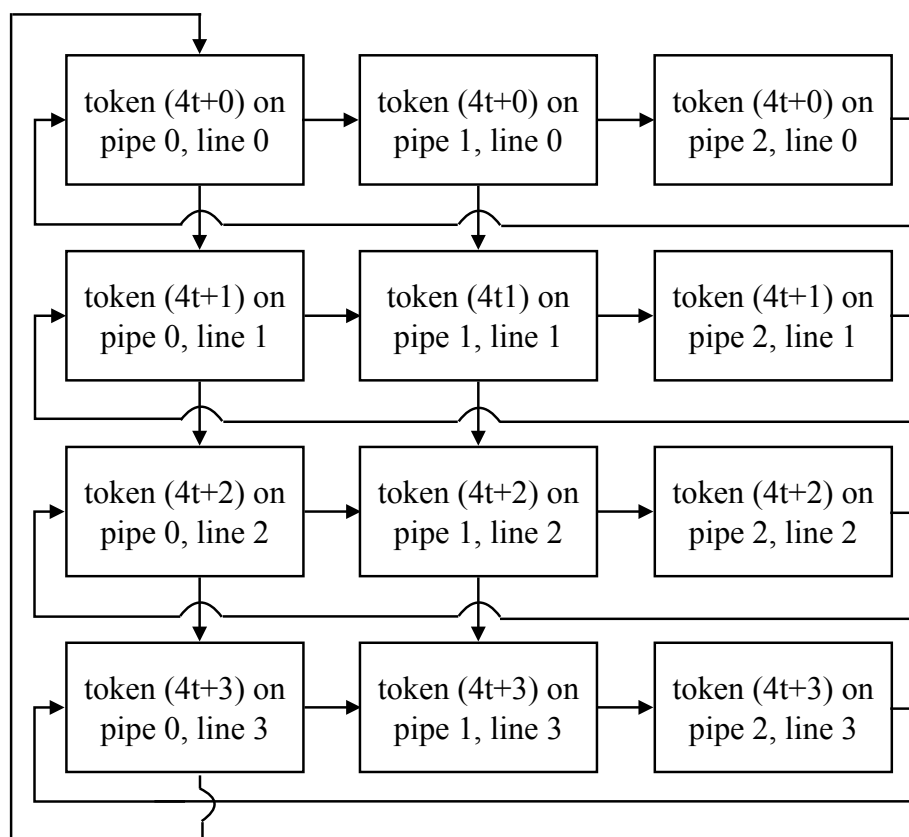 token (4t+0) on
pipe 0, line 0
token (4t+0) on
pipe 1, line 0
token (4t+0) on
pipe 2, line 0
token (4t+1) on
pipe 0, line 1
token (4t1) on
pipe 1, line 1
token (4t+1) on
pipe 2, line 1
token (4t+2) on
pipe 0, line 2
token (4t+2) on
pipe 1, line 2
token (4t+2) on
pipe 2, line 2
token (4t+3) on
pipe 0, line 3
token (4t+3) on
pipe 1, line 3
token (4t+3) on
pipe 2, line 3